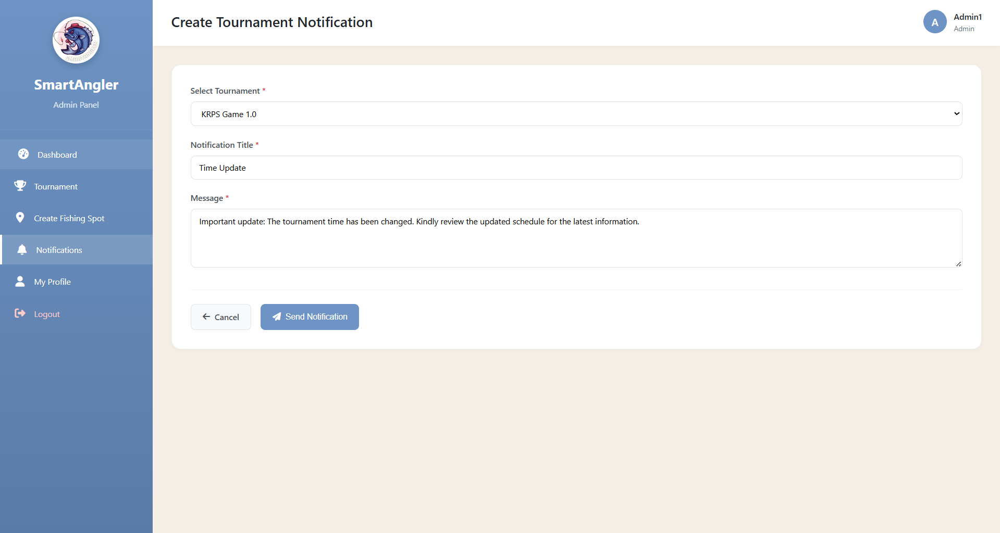 SMARTANGLER
SmartAngler
Admin Panel
Dashboard
Tournament
Create Fishing Spot
Notifications
My Profile
Logout
Create Tournament Notification
A
Admin1
Admin
Select Tournament *
KRPS Game 1.0
Notification Title *
Time Update
Message *
Important update: The tournament time has been changed. Kindly review the updated schedule for the latest information.
Cancel
Send Notification